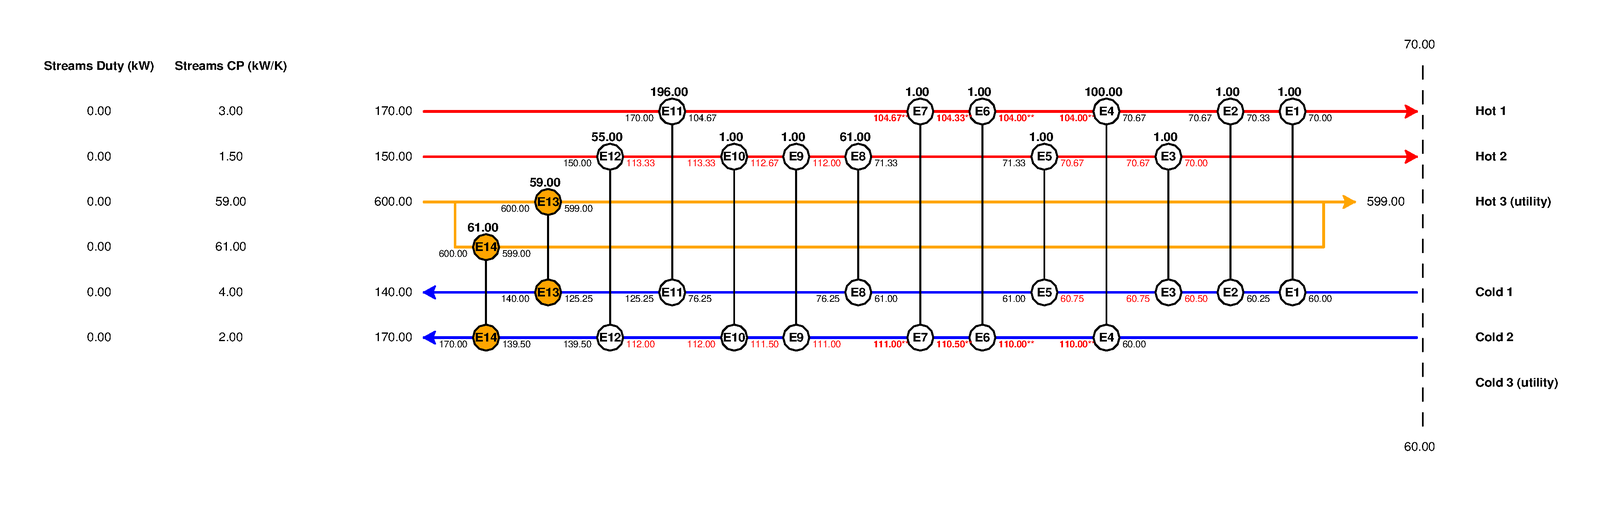 70.00
Streams Duty (kW) Streams CP (kW/K)
196.00 1.00 1.00 100.00 1.00 1.00
0.00 3.00 170.00 E11 E7 E6 E4 E2 E1 Hot 1
170.00 104.67 104.67** 104.33* 104.00** 104.00** 70.67 70.67 70.33 70.00
55.00 1.00 1.00 61.00 1.00 1.00
0.00 1.50 150.00 E12 E10 E9 E8 E5 E3 Hot 2
150.00 113.33 113.33 112.67 112.00 71.33 71.33 70.67 70.67 70.00
59.00
0.00 59.00 600.00 E13 599.00 Hot 3 (utility)
600.00 599.00
61.00
0.00 61.00 E14
600.00 599.00
0.00 4.00 140.00 E13 E11 E8 E5 E3 E2 E1 Cold 1
140.00 125.25 125.25 76.25 76.25 61.00 61.00 60.75 60.75 60.50 60.25 60.00
0.00 2.00 170.00 E14 E12 E10 E9 E7 E6 E4 Cold 2
170.00 139.50 139.50 112.00 112.00 111.50 111.00 111.00* 110.50* 110.00** 110.00** 60.00
Cold 3 (utility)
60.00